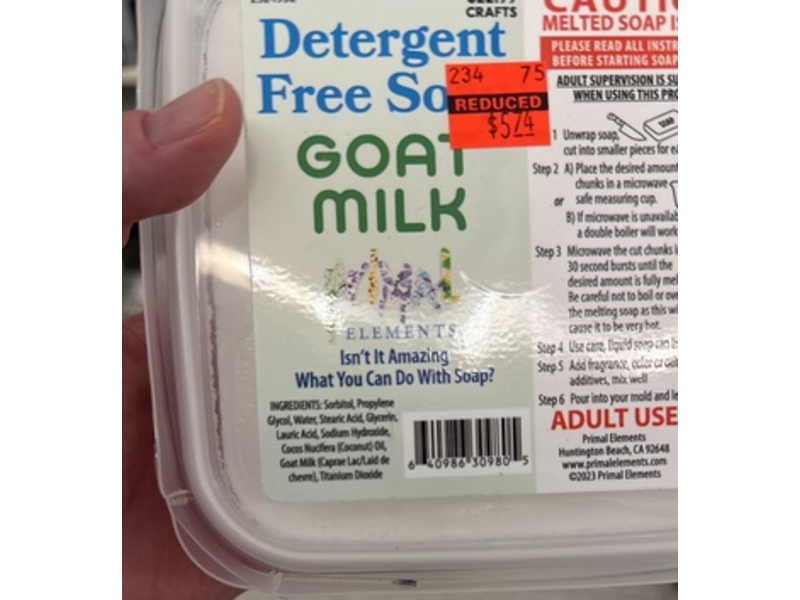 CRAFTS
Detergent
Free So
234 75
REDUCED
$5.74
GOAT
MILK
ELEMENTS
Isn't It Amazing
What You Can Do With Soap?
INGREDIENTS: Sorbitol, Propylene
Glycol, Water, Stearic Acid, Glycerin,
Lauric Acid, Sodium Hydroxide,
Cocos Nucifera (Coconut) Oil,
Goat Milk (Caprae Lac/Laid de
chevre), Titanium Dioxide
6 40986 30980 5
MELTED SOAP IS
PLEASE READ ALL INSTR
BEFORE STARTING SOAP
ADULT SUPERVISION IS SU
WHEN USING THIS PRO
SOAP
1 Unwrap soap,
cut into smaller pieces for ea
Step 2 A) Place the desired amount
chunks in a microwave
or safe measuring cup.
B) If microwave is unavailab
a double boiler will work
Step 3 Microwave the cut chunks i
30 second bursts until the
desired amount is fully mel
Be careful not to boil or ove
the melting soap as this wi
cause it to be very hot.
Step 4 Use care, liquid soap can
Step 5 Add fragrance, color or
additives, mix well
Step 6 Pour into your mold and le
ADULT USE
Primal Elements
Huntington Beach, CA 92648
www.primalelements.com
©2023 Primal Elements